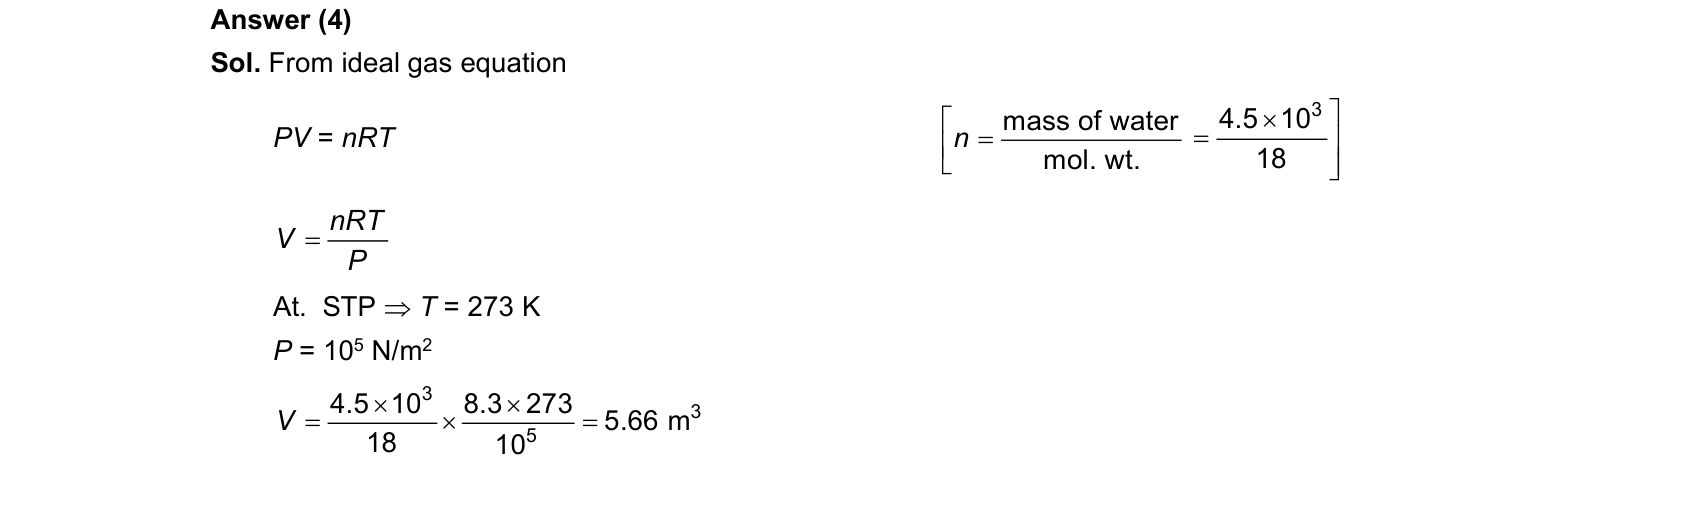 Answer (4)
Sol. From ideal gas equation
PV = nRT
[n = mass of water / mol. wt. = 4.5 × 10³ / 18]
V = nRT / P
At. STP ⇒ T = 273 K
P = 10⁵ N/m²
V = 4.5 × 10³ / 18 × 8.3 × 273 / 10⁵ = 5.66 m³